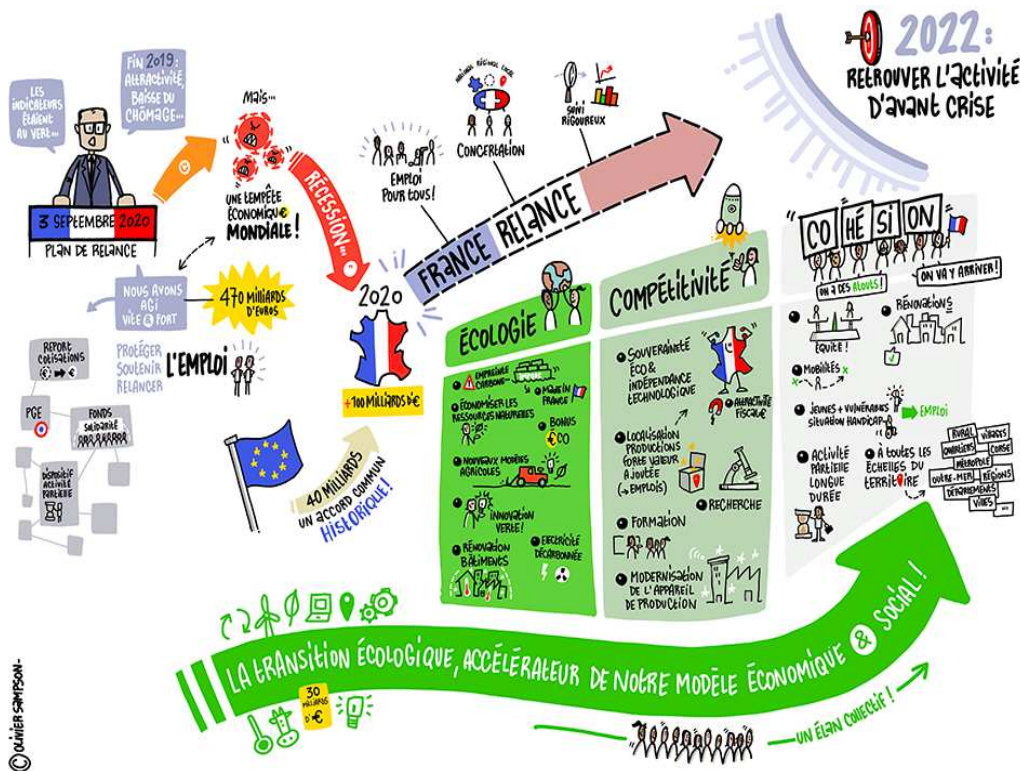 LES
INDICATEURS
ÉTAIENT
AU VERT...
FIN 2019 :
ATTRACTIVITÉ,
BAISSE DU
CHÔMAGE...
3 SEPTEMBRE 2020
PLAN DE RELANCE
MAIS...
UNE TEMPÊTE
ÉCONOMIQU€
MONDIALE !
RÉCESSION...
NOUS AVONS
AGI
VITE & FORT
470 MILLIARDS
D'EUROS
PROTÉGER
SOUTENIR
RELANCER
L'EMPLOI
REPORT
COTISATIONS
€ → €
PGE
FONDS
SOLIDARITÉ
DISPOSITIF
ACTIVITÉ
PARTIELLE
2020
+100 MILLIARDS D'€
40 MILLIARDS
UN ACCORD COMMUN
HISTORIQUE !
FRANCE RELANCE
EMPLOI
POUR TOUS !
NATIONAL RÉGIONAL LOCAL
CONCERTATION
SUIVI
RIGOUREUX
2022 :
RETROUVER L'ACTIVITÉ
D'AVANT CRISE
ÉCOLOGIE
EMPREINTE
CARBONE
MADE IN
FRANCE !
ÉCONOMISER LES
RESSOURCES NATURELLES
BONUS
€CO
NOUVEAUX MODÈLES
AGRICOLES
INNOVATION
VERTE !
RÉNOVATION
BÂTIMENTS
ÉLECTRICITÉ
DÉCARBONNÉE
COMPÉTITIVITÉ
SOUVERAINETÉ
ÉCO &
INDÉPENDANCE
TECHNOLOGIQUE
ATTRACTIVITÉ
FISCAL€
LOCALISATION
PRODUCTIONS
FORTE VALEUR
AJOUTÉE
(→ EMPLOIS)
RECHERCHE
FORMATION
MODERNISATION
DE L'APPAREIL
DE PRODUCTION
COHÉSION
ON A DES ATOUTS !
ON VA Y ARRIVER !
ÉQUITÉ !
RÉNOVATIONS
MOBILITÉS
JEUNES + VULNÉRABLES
SITUATION HANDICAP
EMPLOI
ACTIVITÉ
PARTIELLE
LONGUE
DURÉE
À TOUTES LES
ÉCHELLES DU
TERRITOIRE
RURAL
VILLAGES
QUARTIERS
CORSE
MÉTROPOLE
OUTRE-MER
RÉGIONS
DÉPARTEMENTS
VILLES
...
LA TRANSITION ÉCOLOGIQUE, ACCÉLÉRATEUR DE NOTRE MODÈLE ÉCONOMIQUE & SOCIAL !
30
MILLIARDS
D'€
UN ÉLAN COLLECTIF !
© OLIVIER SAMPSON-